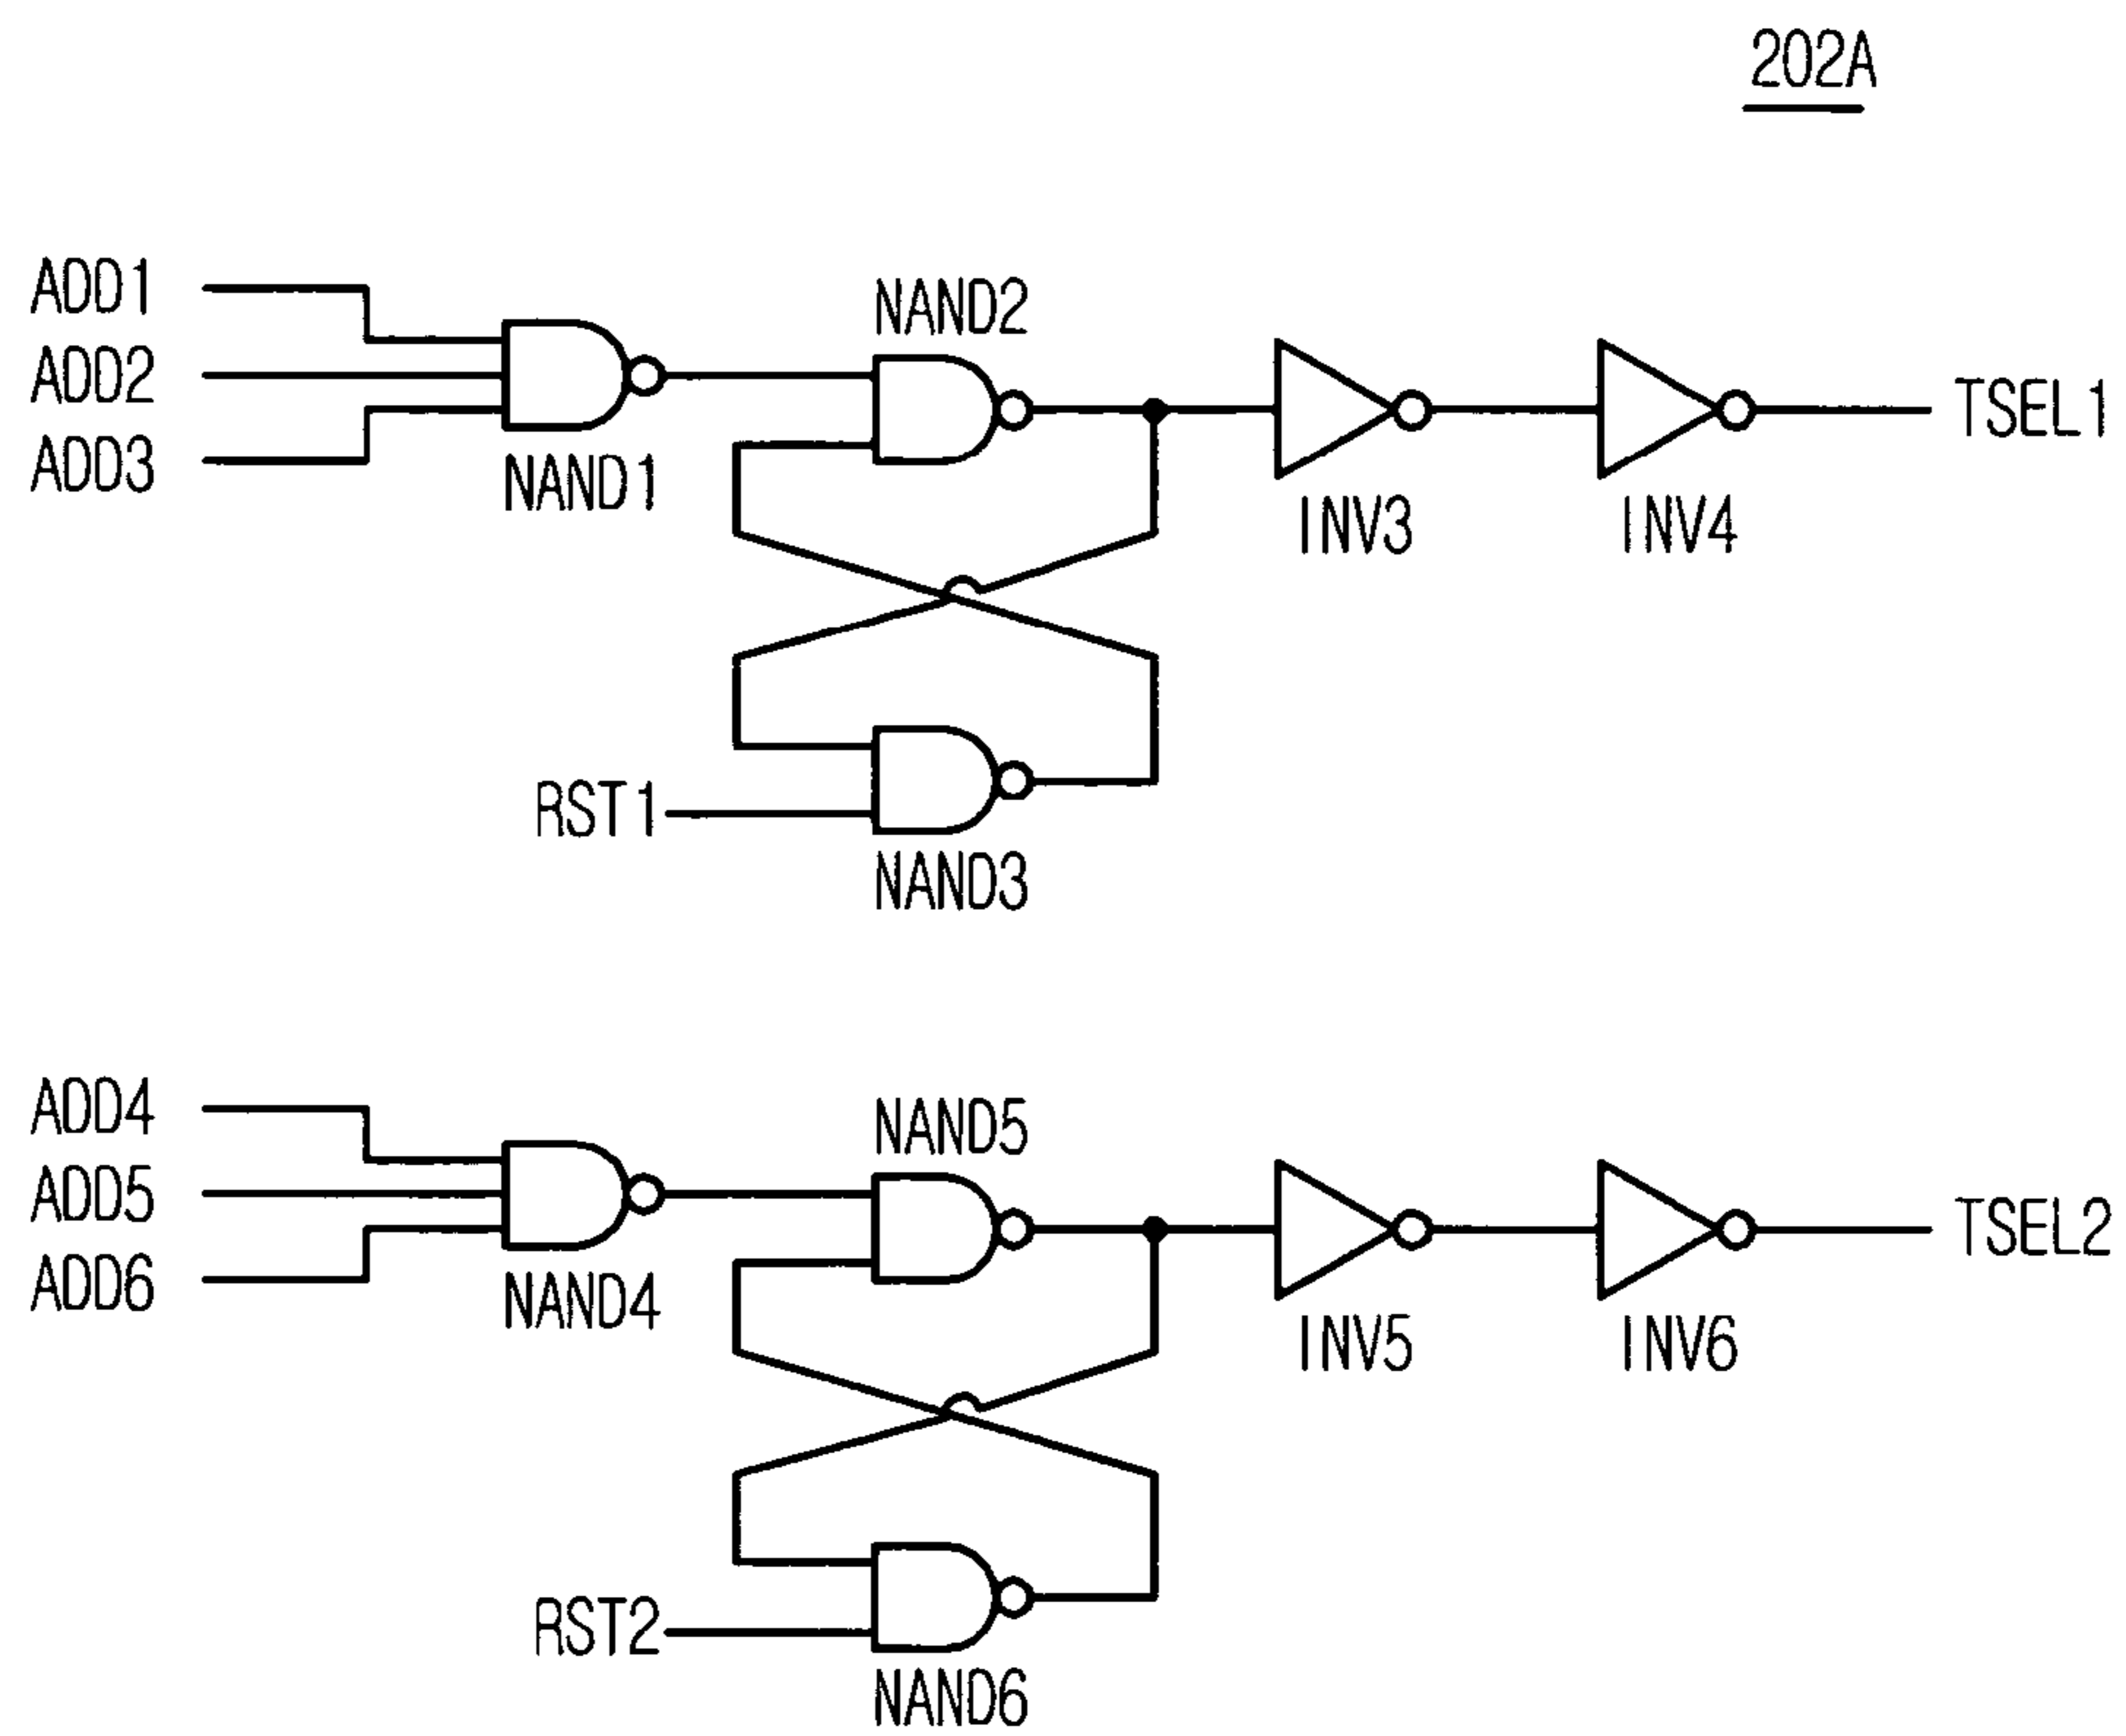 202A
ADD1
ADD2
ADD3
NAND1
NAND2
INV3
INV4
TSEL1
RST1
NAND3
ADD4
ADD5
ADD6
NAND4
NAND5
INV5
INV6
TSEL2
RST2
NAND6